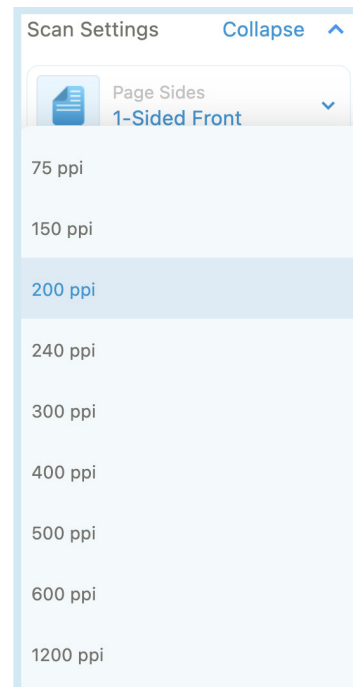 Scan Settings Collapse
Page Sides
1-Sided Front
75 ppi
150 ppi
200 ppi
240 ppi
300 ppi
400 ppi
500 ppi
600 ppi
1200 ppi